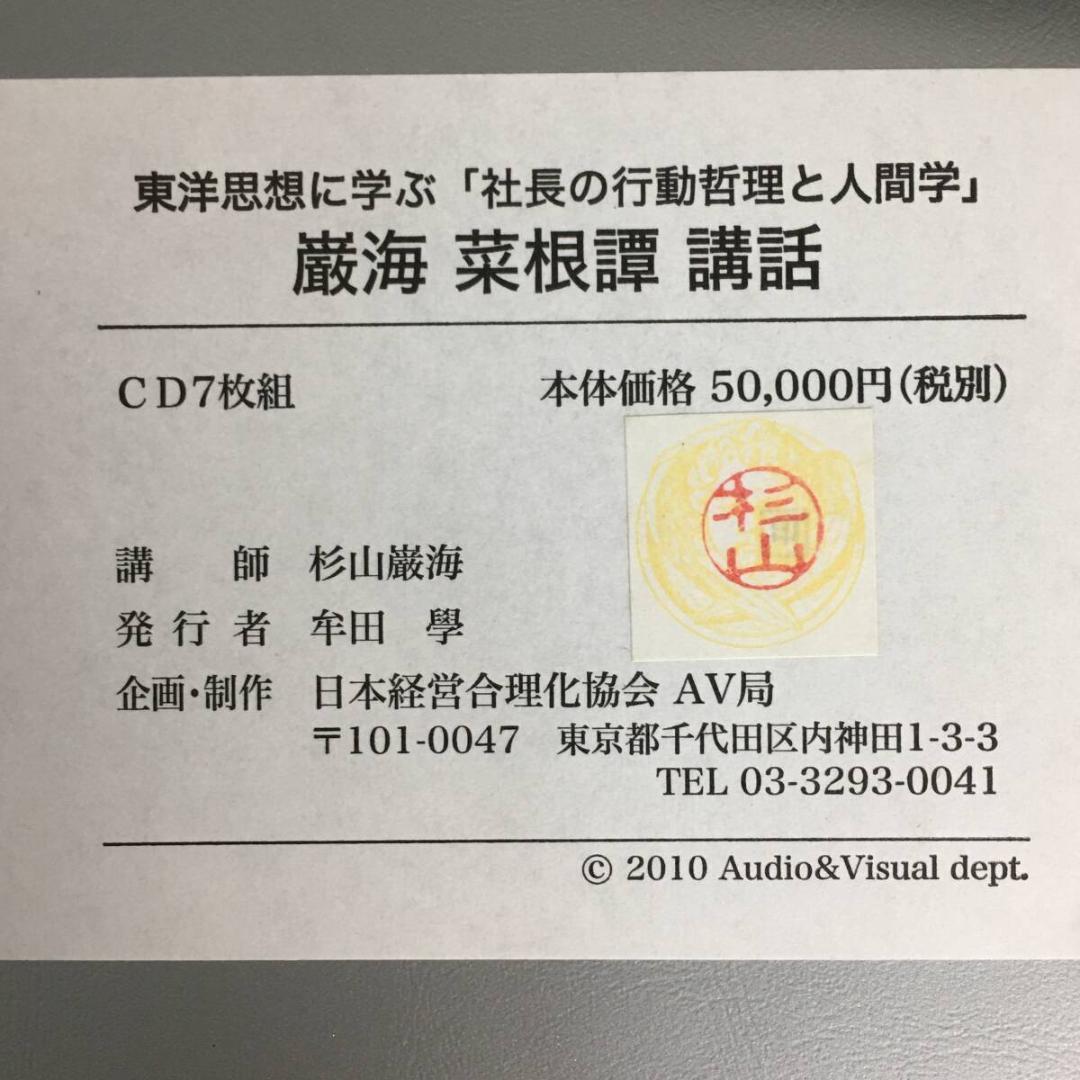 東洋思想に学ぶ「社長の行動哲理と人間学」
巌海 菜根譚 講話
CD7枚組 本体価格 50,000円(税別)
杉山
講師 杉山巌海
発行者 牟田 學
企画・制作 日本経営合理化協会 AV局
〒101-0047 東京都千代田区内神田1-3-3
TEL 03-3293-0041
© 2010 Audio&Visual dept.